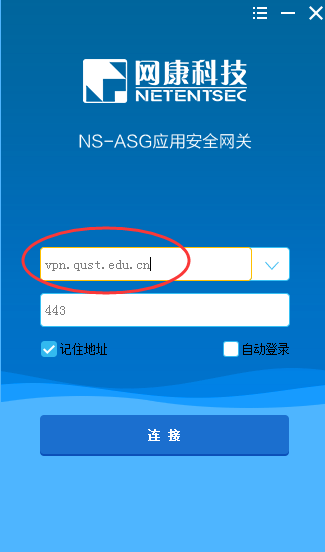 网康科技
NETENTSEC
NS-ASG应用安全网关
vpn.qust.edu.cn
443
记住地址
自动登录
连 接